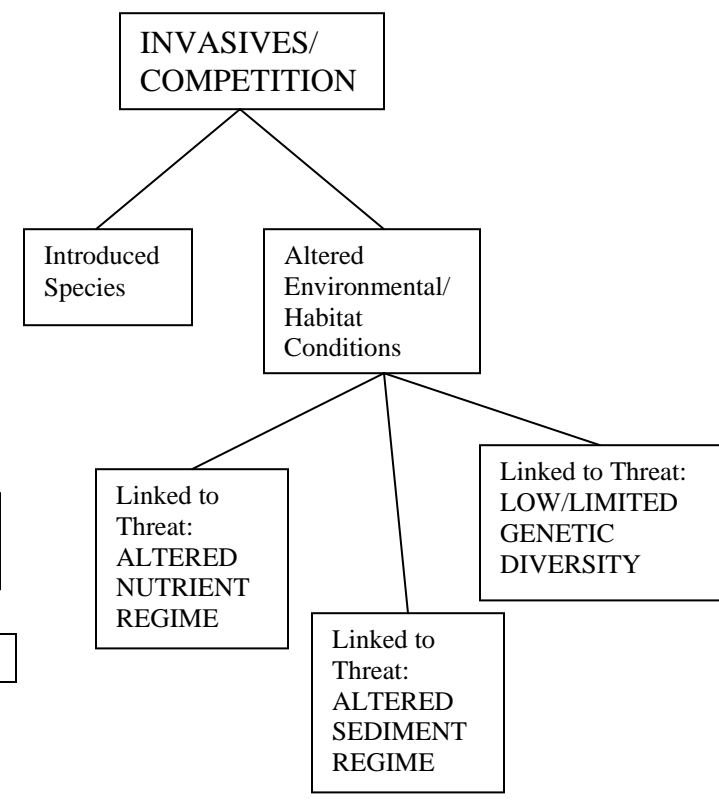 INVASIVES/
COMPETITION
Introduced
Species
Altered
Environmental/
Habitat
Conditions
Linked to
Threat:
ALTERED
NUTRIENT
REGIME
Linked to
Threat:
ALTERED
SEDIMENT
REGIME
Linked to Threat:
LOW/LIMITED
GENETIC
DIVERSITY